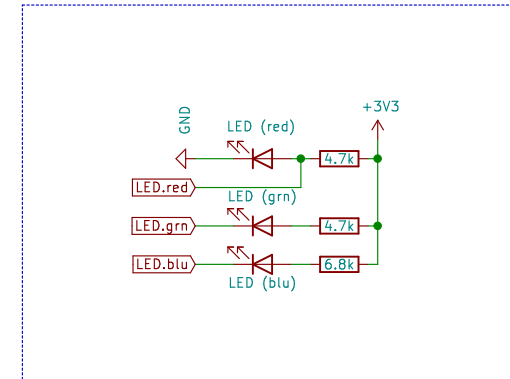 +3V3
GND
LED (red)
4.7k
LED.red
LED (grn)
LED.grn
4.7k
LED.blu
6.8k
LED (blu)